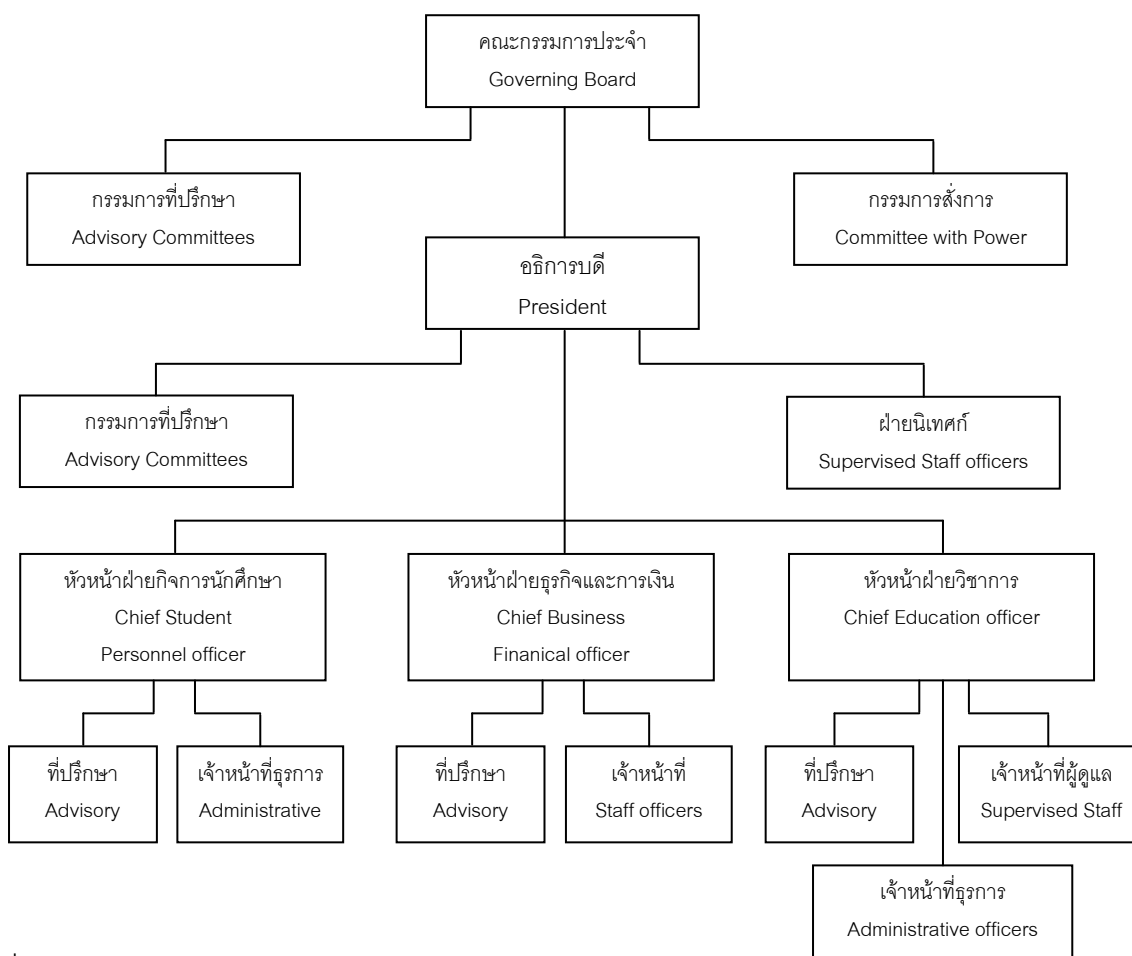 คณะกรรมการประจำ
Governing Board
กรรมการที่ปรึกษา
Advisory Committees
กรรมการสั่งการ
Committee with Power
อธิการบดี
President
กรรมการที่ปรึกษา
Advisory Committees
ฝ่ายนิเทศก์
Supervised Staff officers
หัวหน้าฝ่ายกิจการนักศึกษา
Chief Student
Personnel officer
หัวหน้าฝ่ายธุรกิจและการเงิน
Chief Business
Finanical officer
หัวหน้าฝ่ายวิชาการ
Chief Education officer
ที่ปรึกษา
Advisory
เจ้าหน้าที่ธุรการ
Administrative
ที่ปรึกษา
Advisory
เจ้าหน้าที่
Staff officers
ที่ปรึกษา
Advisory
เจ้าหน้าที่ผู้ดูแล
Supervised Staff
เจ้าหน้าที่ธุรการ
Administrative officers